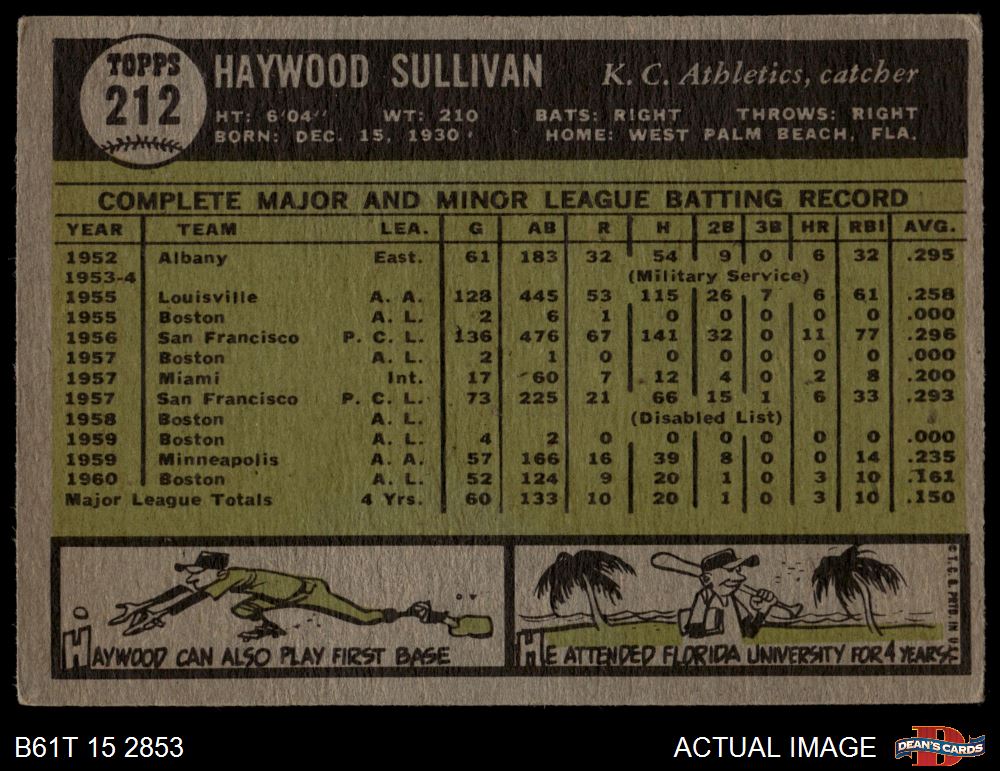 TOPPS
212
HAYWOOD SULLIVAN
K. C. Athletics, catcher
HT: 6'04" WT: 210 BATS: RIGHT THROWS: RIGHT
BORN: DEC. 15, 1930 HOME: WEST PALM BEACH, FLA.
COMPLETE MAJOR AND MINOR LEAGUE BATTING RECORD
YEAR TEAM LEA. G AB R H 2B 3B HR RBI AVG.
1952 Albany East. 61 183 32 54 9 0 6 32 .295
1953-4 (Military Service)
1955 Louisville A. A. 128 445 53 115 26 7 6 61 .258
1955 Boston A. L. 2 6 1 0 0 0 0 0 .000
1956 San Francisco P. C. L. 136 476 67 141 32 0 11 77 .296
1957 Boston A. L. 2 1 0 0 0 0 0 0 .000
1957 Miami Int. 17 60 7 12 4 0 2 8 .200
1957 San Francisco P. C. L. 73 225 21 66 15 1 6 33 .293
1958 Boston A. L. (Disabled List)
1959 Boston A. L. 4 2 0 0 0 0 0 0 .000
1959 Minneapolis A. A. 57 166 16 39 8 0 0 14 .235
1960 Boston A. L. 52 124 9 20 1 0 3 10 .161
Major League Totals 4 Yrs. 60 133 10 20 1 0 3 10 .150
HAYWOOD CAN ALSO PLAY FIRST BASE
HE ATTENDED FLORIDA UNIVERSITY FOR 4 YEARS.
© T. C. G. PRTD. IN U.S.A.
B61T 15 2853
ACTUAL IMAGE
DEAN'S CARDS